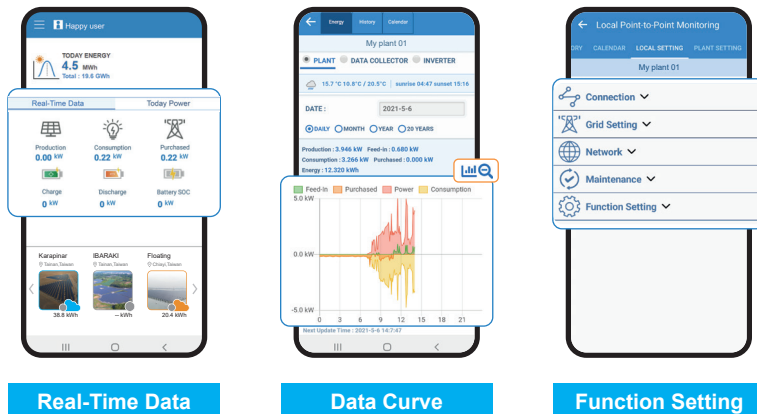 Happy user
TODAY ENERGY
4.5 MWh
Total : 19.6 GWh
Real-Time Data
Today Power
Production
Consumption
Purchased
0.00 kW
0.22 kW
0.22 kW
Charge
Discharge
Battery SOC
0 kW
0 kW
0 kW
Karapinar
IBARAKI
Floating
Tainan,Taiwan
Tainan,Taiwan
Chiayi,Taiwan
38.8 kWh
-- kWh
20.4 kWh
Real-Time Data
Energy
History
Calendar
My plant 01
PLANT
DATA COLLECTOR
INVERTER
15.7 °C 10.8°C / 20.5°C
sunrise 04:47 sunset 15:16
DATE :
2021-5-6
DAILY
MONTH
YEAR
20 YEARS
Production : 3.946 kW Feed-in : 0.680 kW
Consumption : 3.266 kW Purchased : 0.000 kW
Energy : 12.320 kWh
Feed-In
Purchased
Power
Consumption
5.0 kW
0.0 kW
-5.0 kW
0 3 6 9 12 15 18 21
Next Update Time : 2021-5-6 14:7:47
Data Curve
Local Point-to-Point Monitoring
ORY
CALENDAR
LOCAL SETTING
PLANT SETTING
My plant 01
Connection
Grid Setting
Network
Maintenance
Function Setting
Function Setting